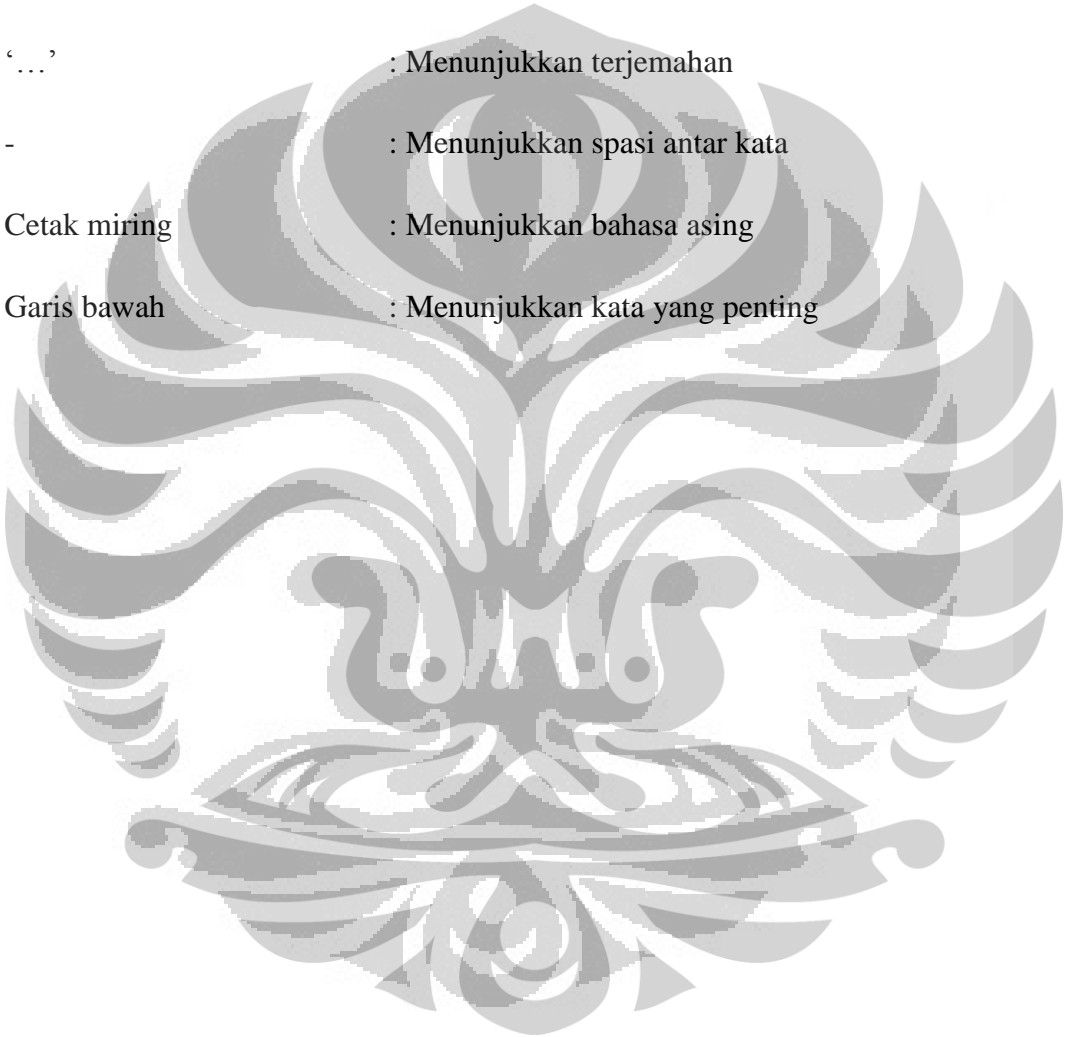 ‘…’ : Menunjukkan terjemahan
- : Menunjukkan spasi antar kata
Cetak miring : Menunjukkan bahasa asing
Garis bawah : Menunjukkan kata yang penting